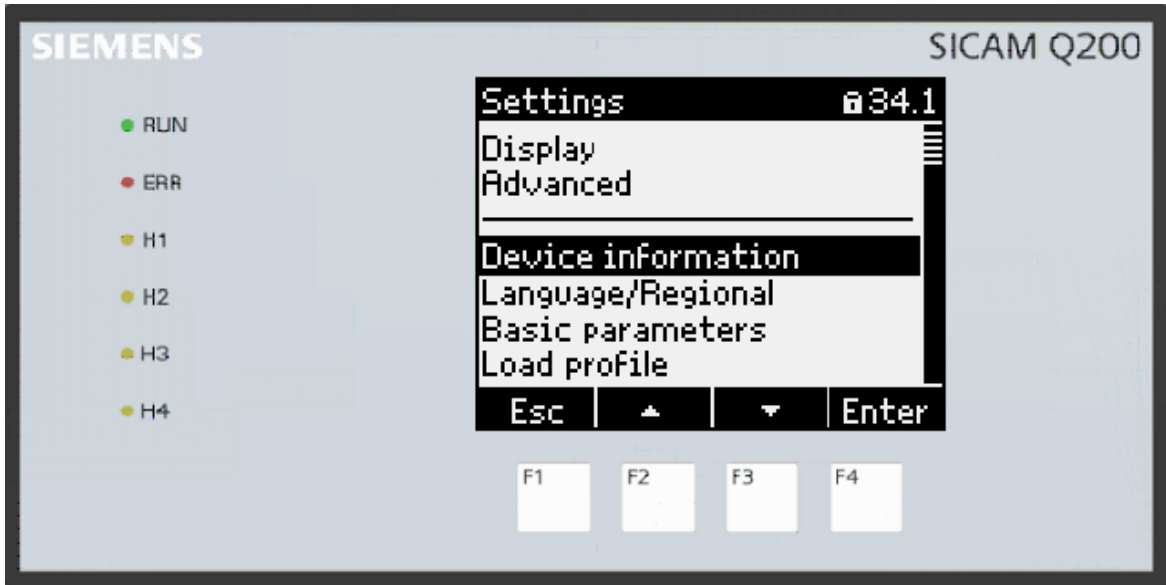 SIEMENS
SICAM Q200
RUN
ERR
H1
H2
H3
H4
Settings 34.1
Display
Advanced
Device information
Language/Regional
Basic parameters
Load profile
Esc ▲ ▼ Enter
F1 F2 F3 F4